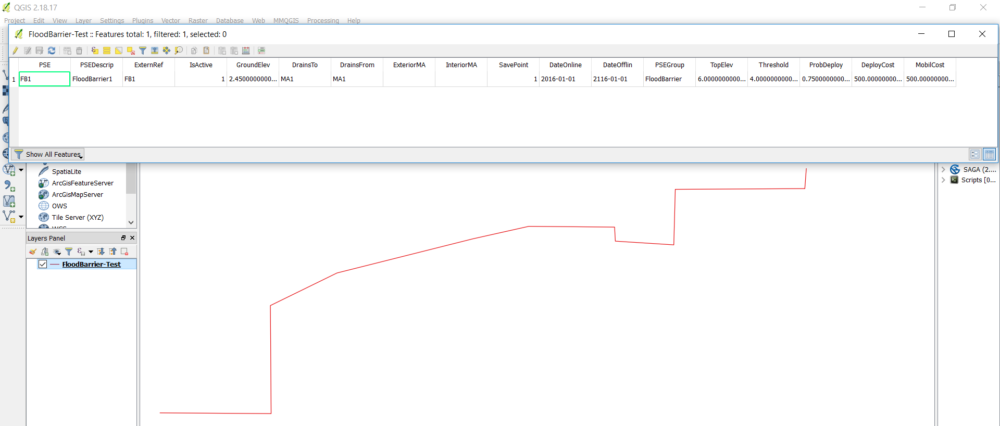 QGIS 2.18.17
Project Edit View Layer Settings Plugins Vector Raster Database Web MMQGIS Processing Help
FloodBarrier-Test :: Features total: 1, filtered: 1, selected: 0
PSE PSEDescrip ExternRef IsActive GroundElev DrainsTo DrainsFrom ExteriorMA InteriorMA SavePoint DateOnline DateOfflin PSEGroup TopElev Threshold ProbDeploy DeployCost MobilCost
1 FB1 FloodBarrier1 FB1 1 2.4500000000... MA1 MA1 1 2016-01-01 2116-01-01 FloodBarrier 6.0000000000... 4.0000000000... 0.7500000000... 500.00000000... 500.00000000...
Show All Features
SpatiaLite
ArcGisFeatureServer
ArcGisMapServer
OWS
Tile Server (XYZ)
SAGA (2....
Scripts [0...
Layers Panel
FloodBarrier-Test